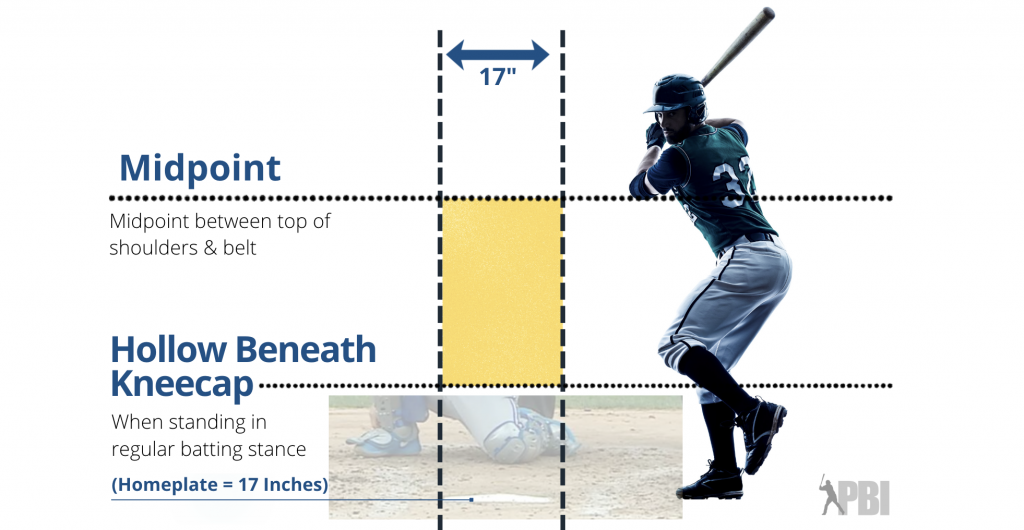 17"
Midpoint
Midpoint between top of
shoulders & belt
Hollow Beneath
Kneecap
When standing in
regular batting stance
(Homeplate = 17 Inches)
32
PBI